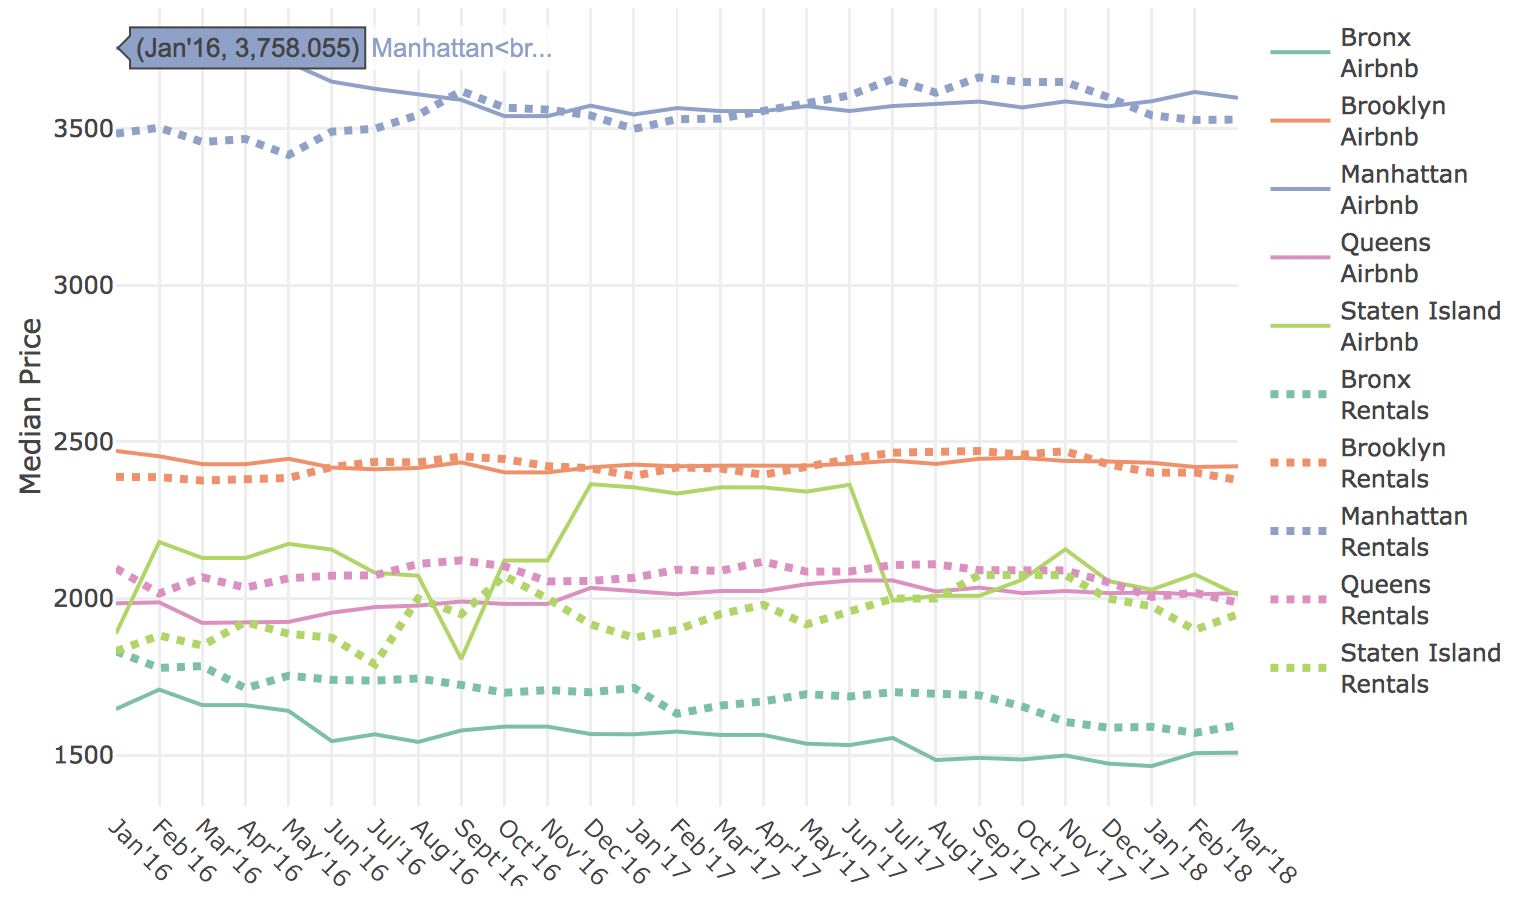 (Jan'16, 3,758.055) Manhattan<br...
3500
3000
2500
2000
1500
Median Price
Jan'16
Feb'16
Mar'16
Apr'16
May'16
Jun'16
Jul'16
Aug'16
Sept'16
Oct'16
Nov'16
Dec'16
Jan'17
Feb'17
Mar'17
Apr'17
May'17
Jun'17
Jul'17
Aug'17
Sep'17
Oct'17
Nov'17
Dec'17
Jan'18
Feb'18
Mar'18
Bronx
Airbnb
Brooklyn
Airbnb
Manhattan
Airbnb
Queens
Airbnb
Staten Island
Airbnb
Bronx
Rentals
Brooklyn
Rentals
Manhattan
Rentals
Queens
Rentals
Staten Island
Rentals